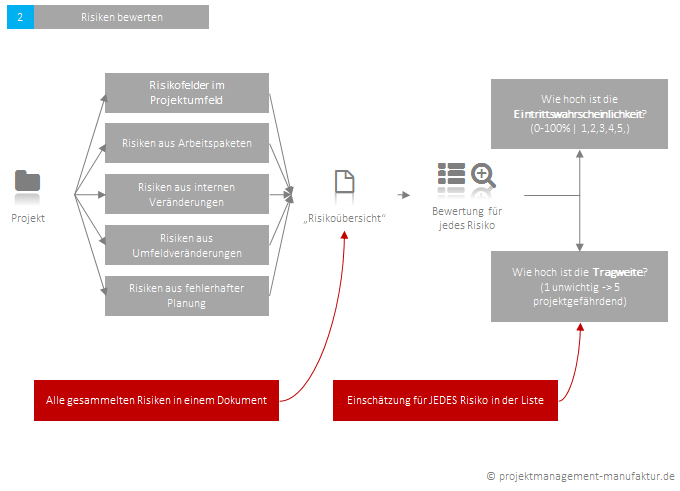 2
Risiken bewerten
Risikofelder im
Projektumfeld
Risiken aus Arbeitspaketen
Risiken aus internen
Veränderungen
Risiken aus
Umfeldveränderungen
Risiken aus fehlerhafter
Planung
Projekt
„Risikoübersicht“
Bewertung für
jedes Risiko
Wie hoch ist die
Eintrittswahrscheinlichkeit?
(0-100% | 1,2,3,4,5,)
Wie hoch ist die Tragweite?
(1 unwichtig -> 5
projektgefährdend)
Alle gesammelten Risiken in einem Dokument
Einschätzung für JEDES Risiko in der Liste
© projektmanagement-manufaktur.de